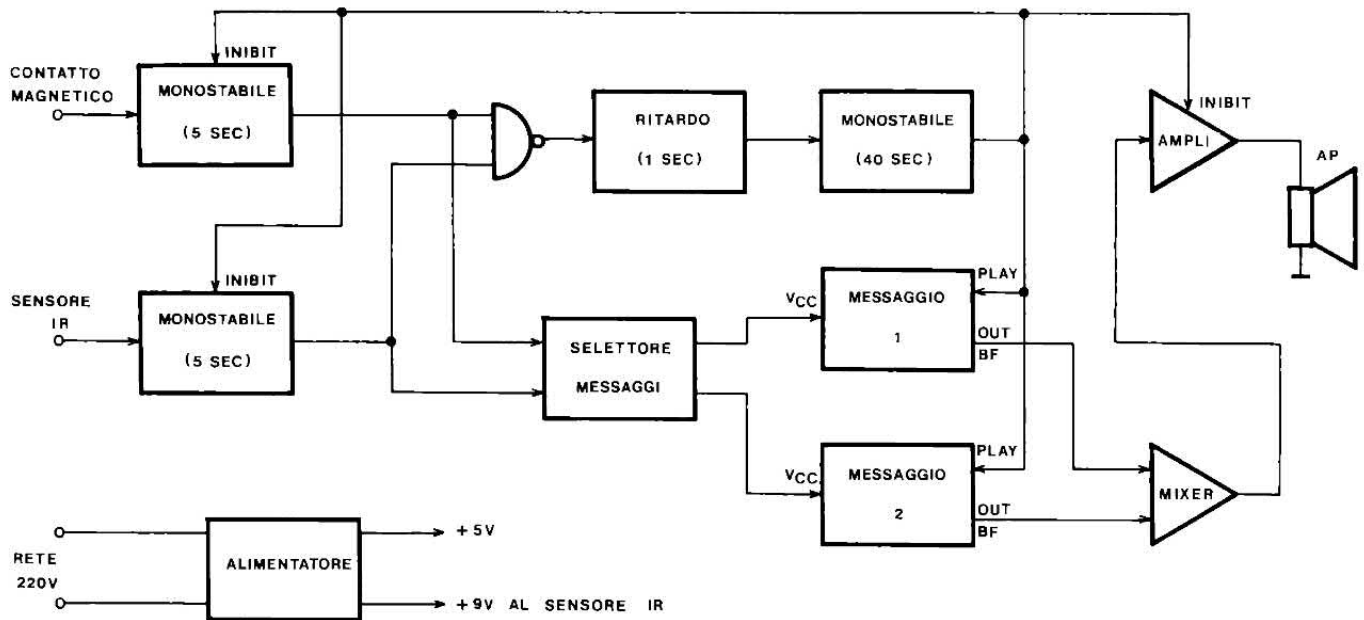 INIBIT
CONTATTO
MAGNETICO
MONOSTABILE
(5 SEC)
RITARDO
(1 SEC)
MONOSTABILE
(40 SEC)
INIBIT
AMPLI
AP
INIBIT
SENSORE
IR
MONOSTABILE
(5 SEC)
SELETTORE
MESSAGGI
VCC
MESSAGGIO
1
PLAY
OUT
BF
VCC
MESSAGGIO
2
PLAY
OUT
BF
MIXER
RETE
220V
ALIMENTATORE
+5V
+9V AL SENSORE IR